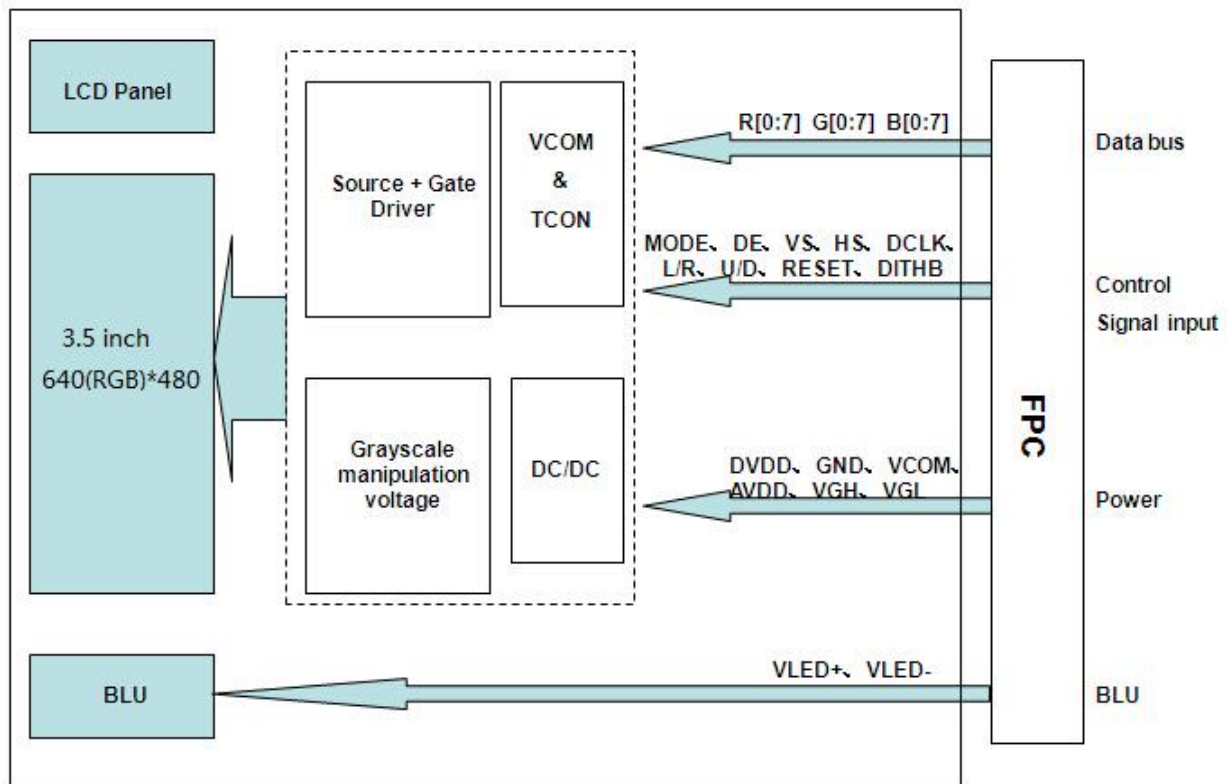 LCD Panel
3.5 inch
640(RGB)*480
BLU
Source + Gate
Driver
VCOM
&
TCON
Grayscale
manipulation
voltage
DC/DC
R[0:7] G[0:7] B[0:7]
MODE、DE、VS、HS、DCLK、
L/R、U/D、RESET、DITHB
DVDD、GND、VCOM、
AVDD、VGH、VGL
VLED+、VLED-
FPC
Data bus
Control
Signal input
Power
BLU